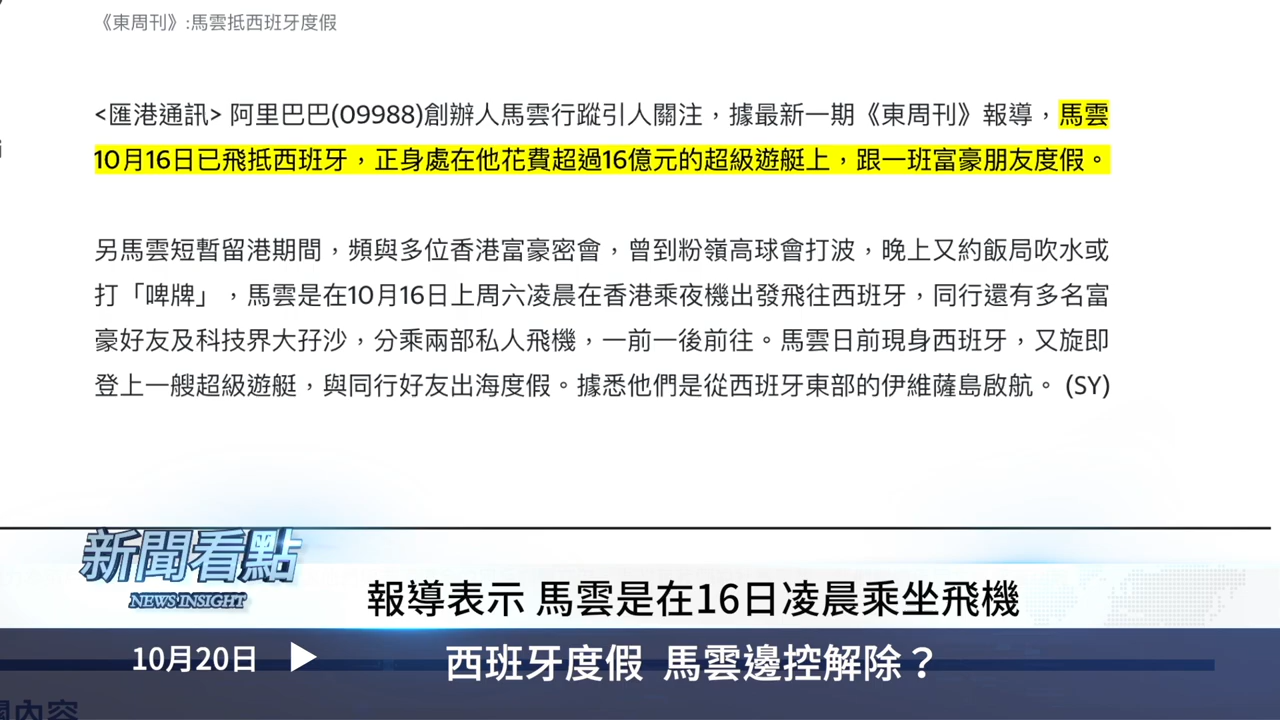 《東周刊》:馬雲抵西班牙度假
<匯港通訊> 阿里巴巴(09988)創辦人馬雲行蹤引人關注，據最新一期《東周刊》報導，馬雲
10月16日已飛抵西班牙，正身處在他花費超過16億元的超級遊艇上，跟一班富豪朋友度假。
另馬雲短暫留港期間，頻與多位香港富豪密會，曾到粉嶺高球會打波，晚上又約飯局吹水或
打「啤牌」，馬雲是在10月16日上周六凌晨在香港乘夜機出發飛往西班牙，同行還有多名富
豪好友及科技界大孖沙，分乘兩部私人飛機，一前一後前往。馬雲日前現身西班牙，又旋即
登上一艘超級遊艇，與同行好友出海度假。據悉他們是從西班牙東部的伊維薩島啟航。 (SY)
新聞看點
NEWS INSIGHT
報導表示 馬雲是在16日凌晨乘坐飛機
10月20日
西班牙度假 馬雲邊控解除？